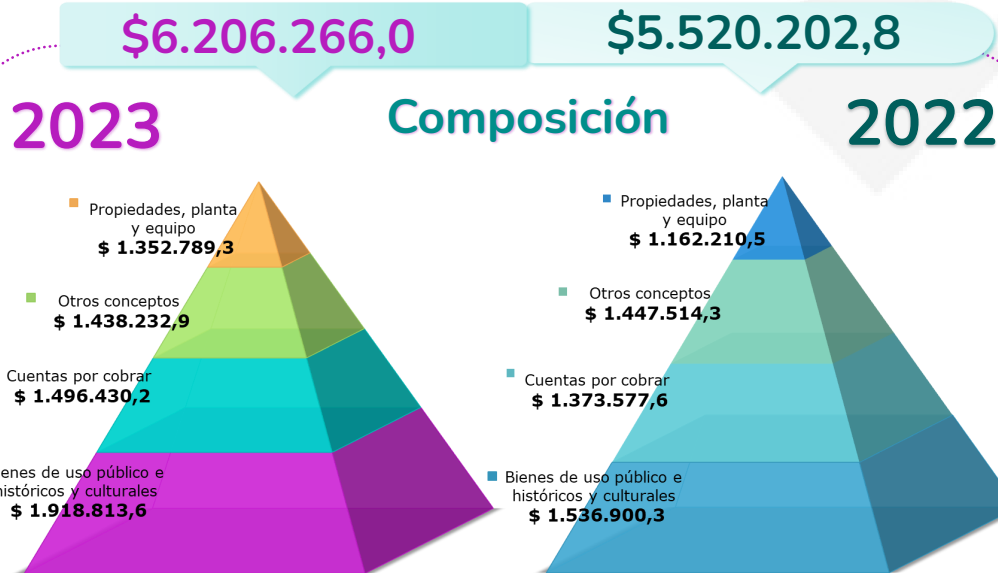 $6.206.266,0
$5.520.202,8
2023
Composición
2022
Propiedades, planta
y equipo
$ 1.352.789,3
Otros conceptos
$ 1.438.232,9
Cuentas por cobrar
$ 1.496.430,2
enes de uso público e
históricos y culturales
$ 1.918.813,6
Propiedades, planta
y equipo
$ 1.162.210,5
Otros conceptos
$ 1.447.514,3
Cuentas por cobrar
$ 1.373.577,6
Bienes de uso público e
históricos y culturales
$ 1.536.900,3